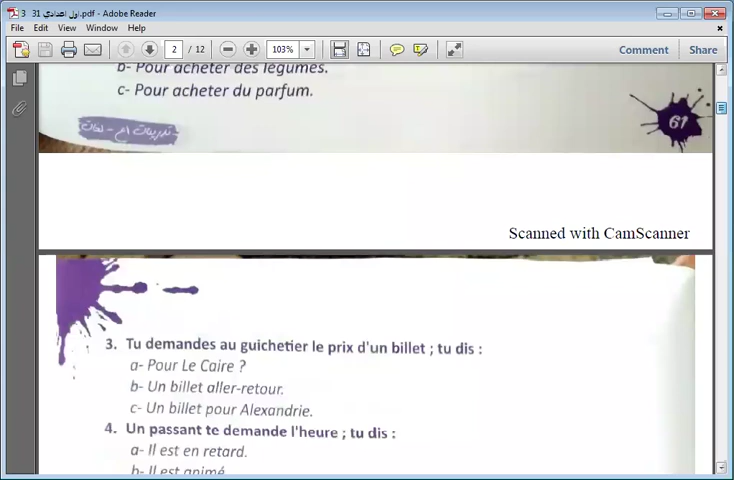 3 31 اول اعدادي.pdf - Adobe Reader
File Edit View Window Help
2 / 12 103% Comment Share
b- Pour acheter des légumes.
c- Pour acheter du parfum.
61
Scanned with CamScanner
3. Tu demandes au guichetier le prix d'un billet ; tu dis :
a- Pour Le Caire ?
b- Un billet aller-retour.
c- Un billet pour Alexandrie.
4. Un passant te demande l'heure ; tu dis :
a- Il est en retard.
b- Il est animé